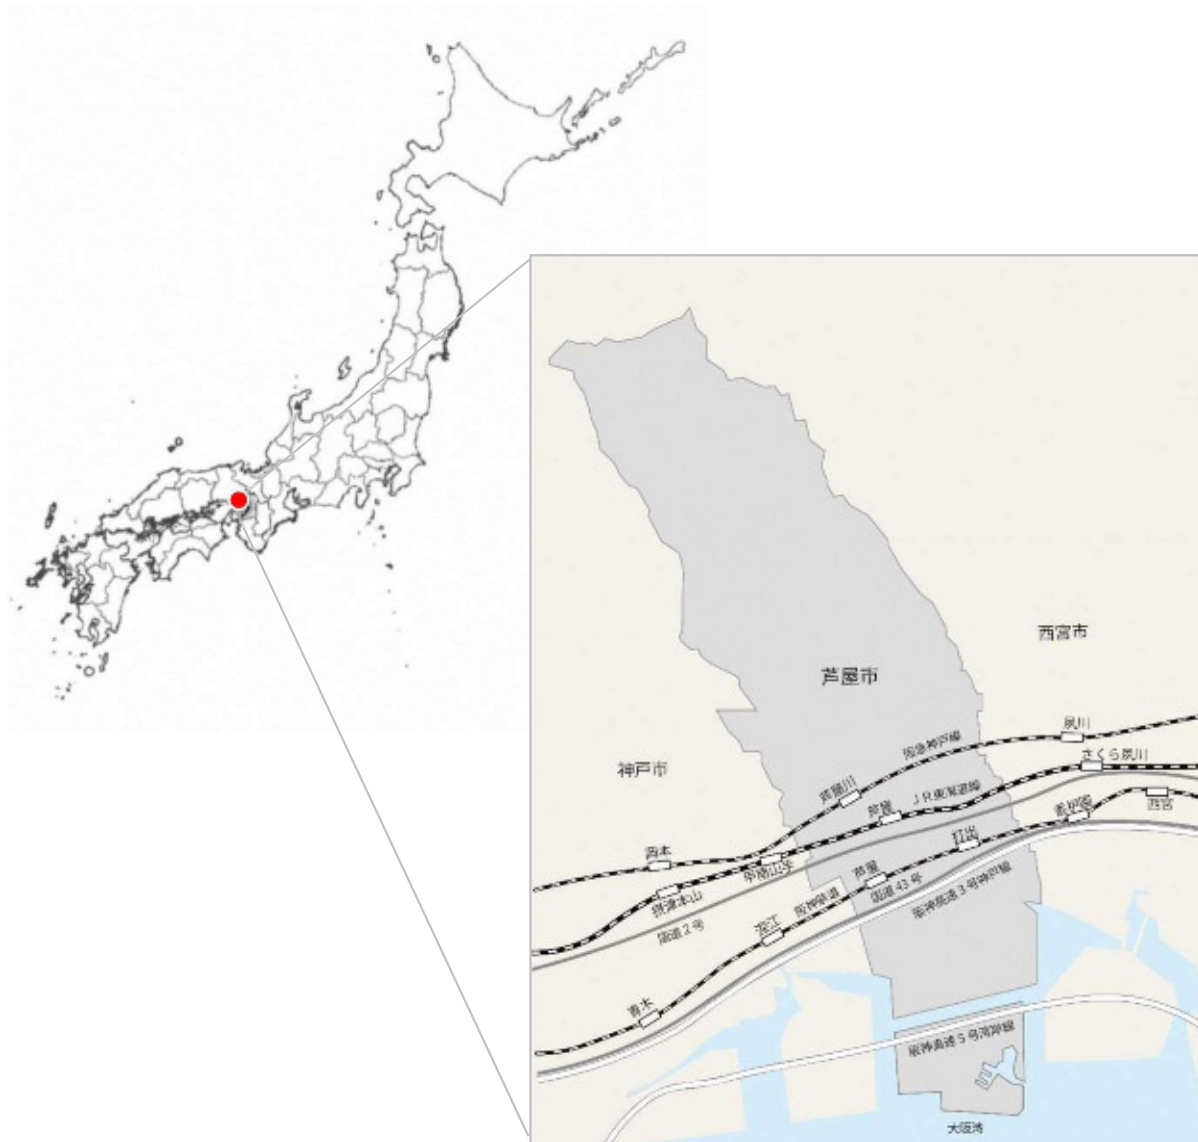 西宮市
芦屋市
夙川
阪急神戸線
さくら夙川
神戸市
芦屋川
JR東海道線
芦屋
西宮
香枦園
打出
岡本
甲南山手
芦屋
国道43号
阪神高速3号神戸線
摂津本山
阪神鉄道
国道2号
深江
青木
阪神高速5号湾岸線
大阪湾